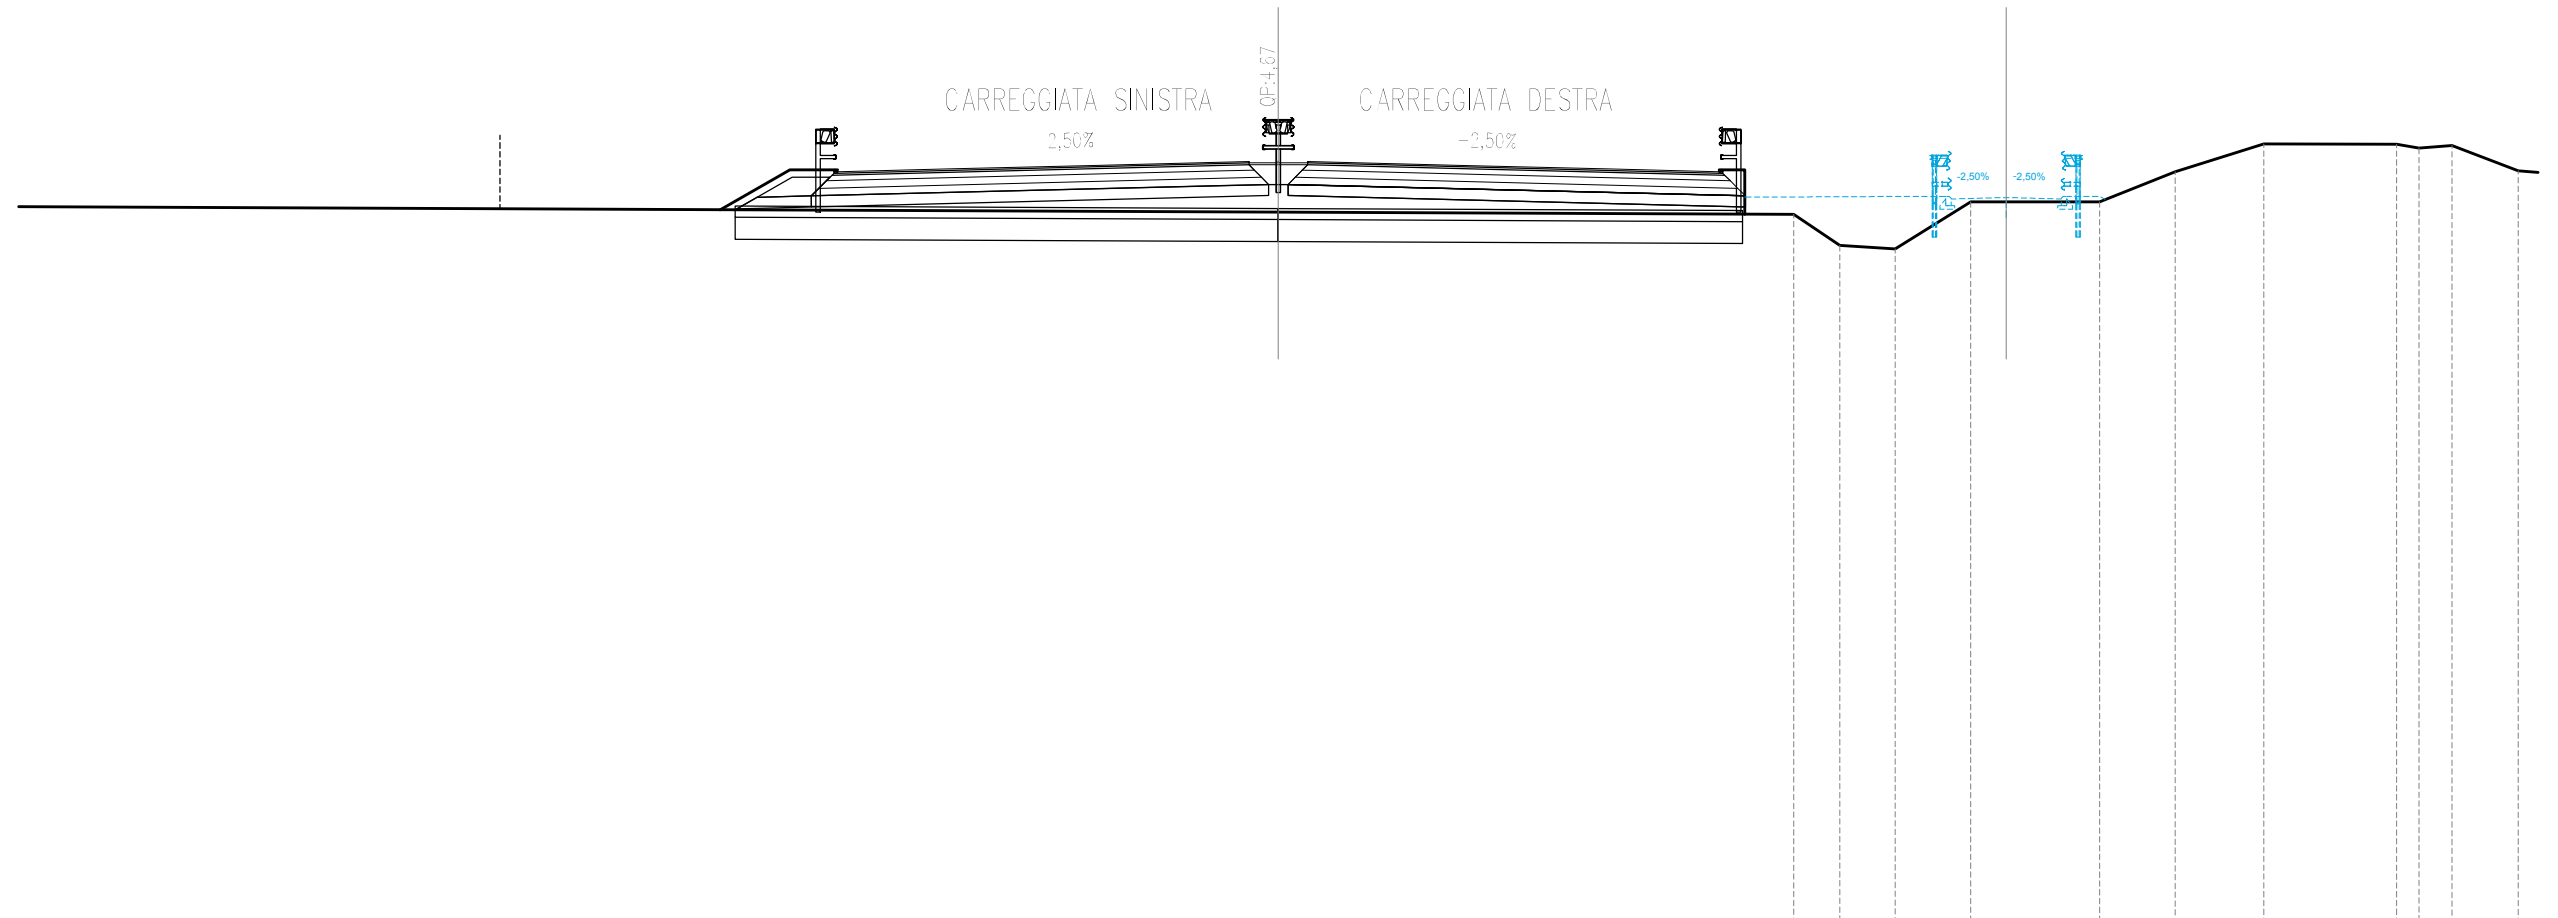 QP:4,67
CARREGGIATA SINISTRA
CARREGGIATA DESTRA
2,50%
-2,50%
-2,50%
-2,50%